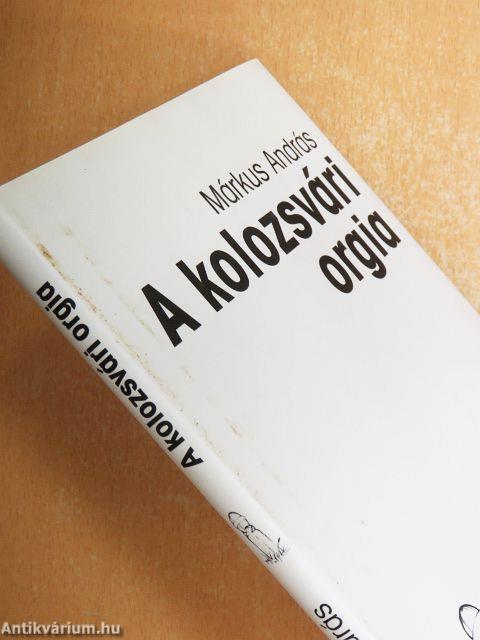 Márkus András
A kolozsvári
orgia
A kolozsvári orgia
Antikvárium.hu